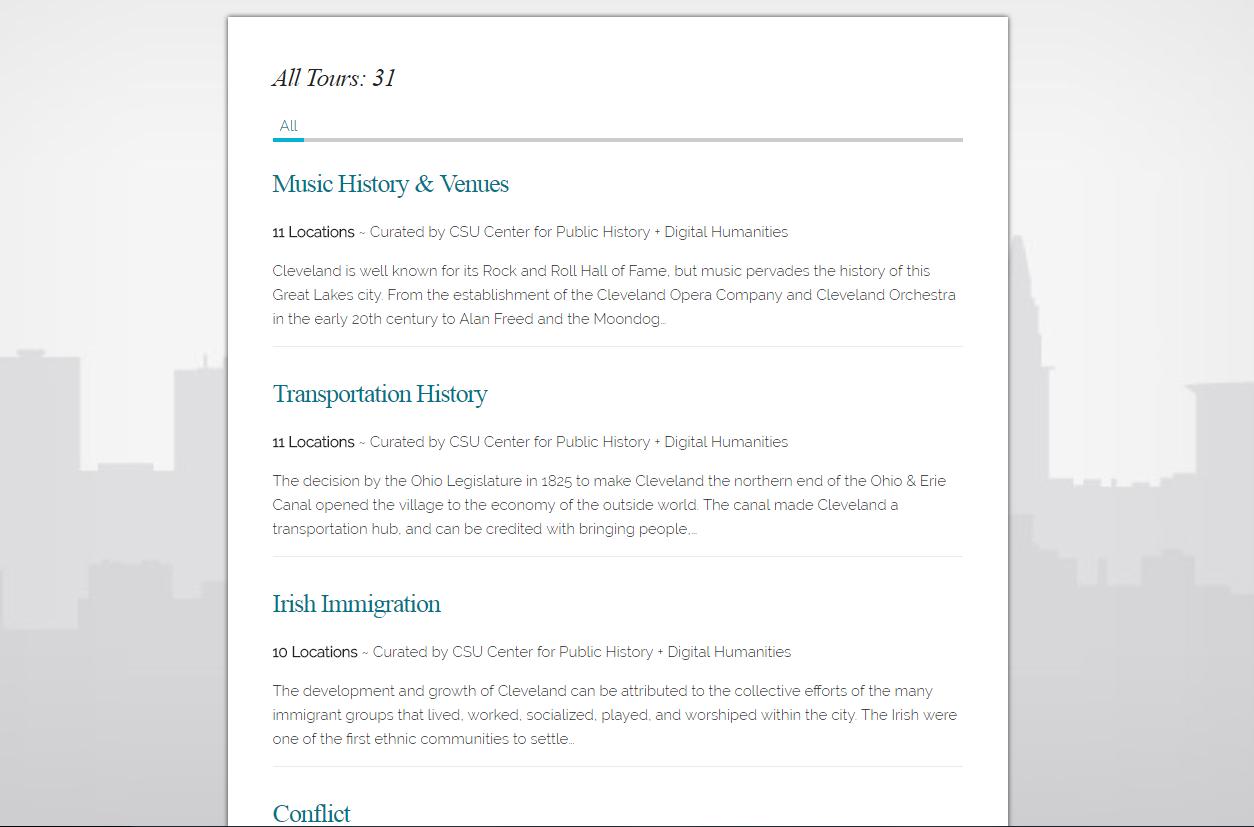 All Tours: 31
All
Music History & Venues
11 Locations ~ Curated by CSU Center for Public History + Digital Humanities
Cleveland is well known for its Rock and Roll Hall of Fame, but music pervades the history of this
Great Lakes city. From the establishment of the Cleveland Opera Company and Cleveland Orchestra
in the early 20th century to Alan Freed and the Moondog…
Transportation History
11 Locations ~ Curated by CSU Center for Public History + Digital Humanities
The decision by the Ohio Legislature in 1825 to make Cleveland the northern end of the Ohio & Erie
Canal opened the village to the economy of the outside world. The canal made Cleveland a
transportation hub, and can be credited with bringing people,…
Irish Immigration
10 Locations ~ Curated by CSU Center for Public History + Digital Humanities
The development and growth of Cleveland can be attributed to the collective efforts of the many
immigrant groups that lived, worked, socialized, played, and worshiped within the city. The Irish were
one of the first ethnic communities to settle…
Conflict